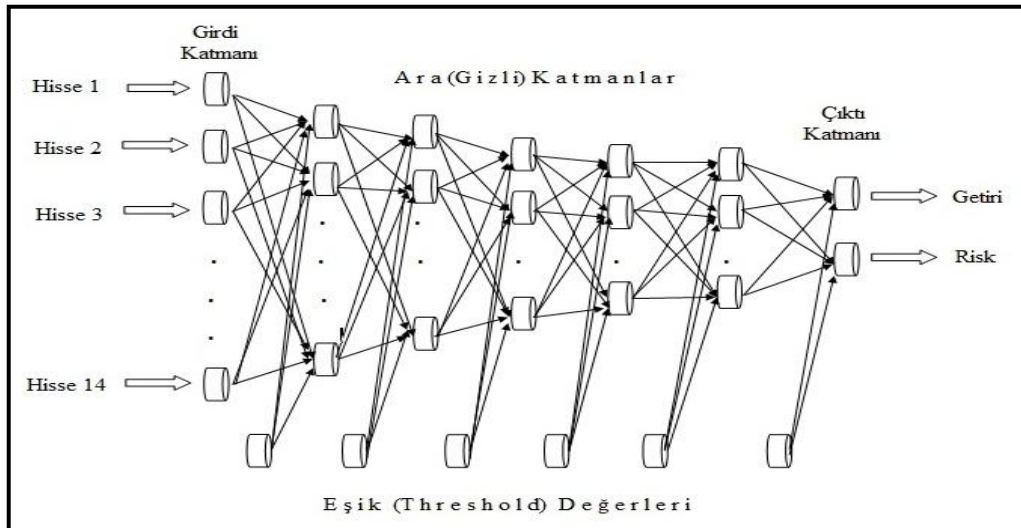 Girdi
Katmanı
Ara(Gizli) Katmanlar
Çıktı
Katmanı
Hisse 1
Hisse 2
Hisse 3
Hisse 14
Getiri
Risk
Eşik (Threshold) Değerleri